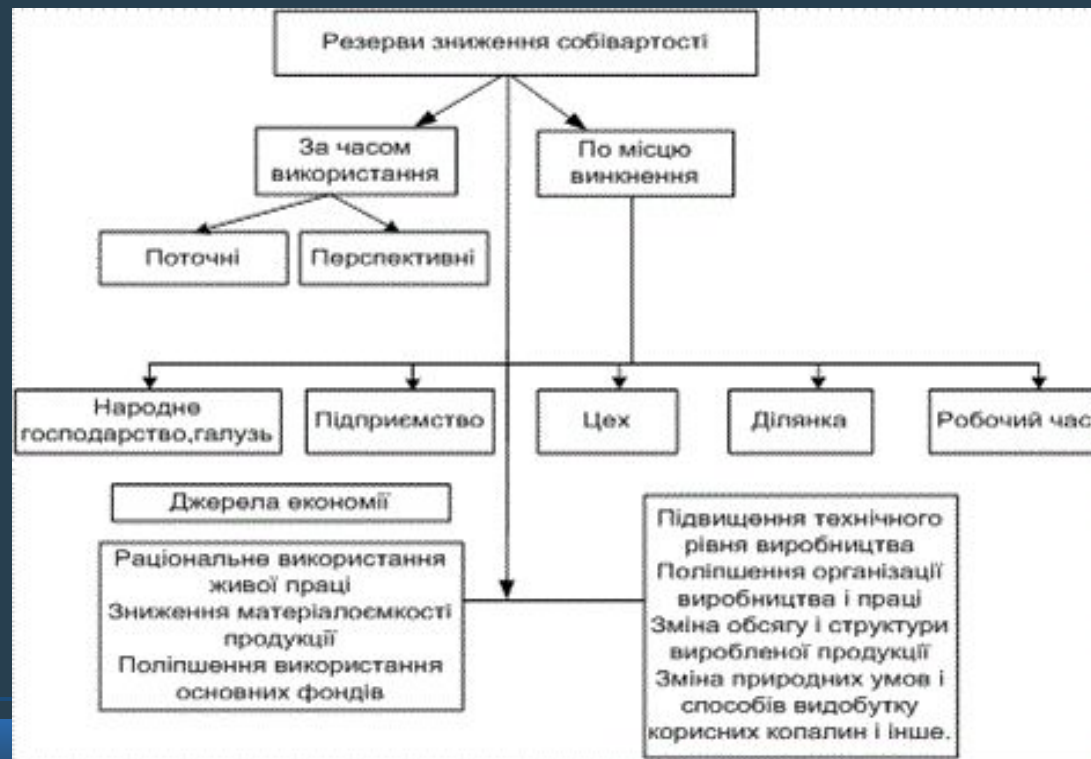 Резерви зниження собівартості
За часом
використання
По місцю
винкнення
Поточні
Перспективні
Народне
господарство,галузь
Підприємство
Цех
Ділянка
Робочий час
Джерела економії
Раціональне використання
живої праці
Зниження матеріалоємкості
продукції
Поліпшення використання
основних фондів
Підвищення технічного
рівня виробництва
Поліпшення організації
виробництва і праці
Зміна обсягу і структури
виробленої продукції
Зміна природних умов і
способів видобутку
корисних копалин і інше.